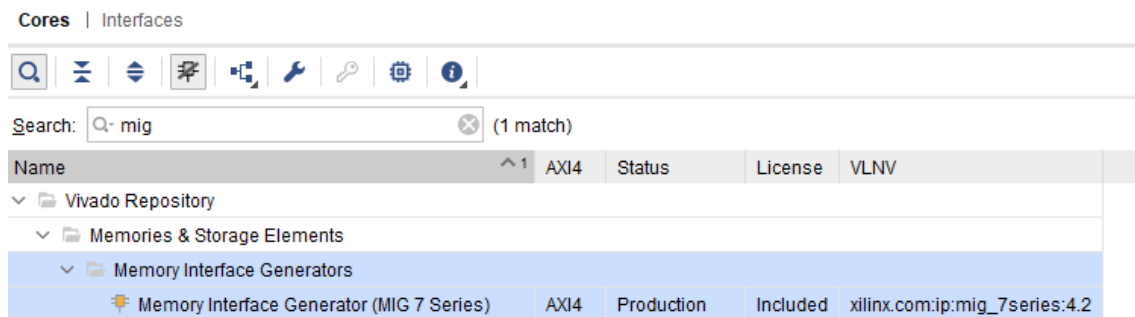 Cores | Interfaces
Search: mig (1 match)
Name 1 AXI4 Status License VLNV
Vivado Repository
Memories & Storage Elements
Memory Interface Generators
Memory Interface Generator (MIG 7 Series) AXI4 Production Included xilinx.com:ip:mig_7series:4.2